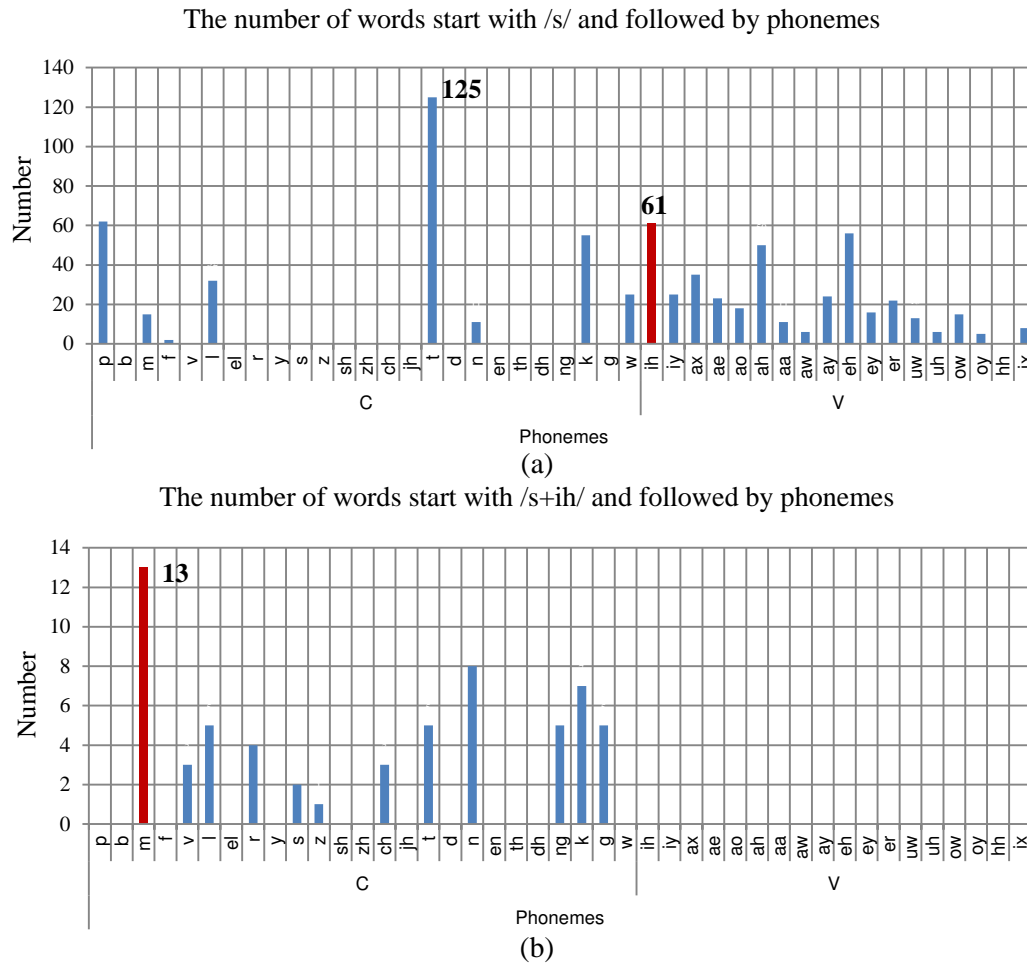 The number of words start with /s/ and followed by phonemes
140
120
100
80
60
40
20
0
Number
125
61
p b m f v l el r y s z sh zh ch jh t d n en th dh ng k g w ih iy ax ae ao ah aa aw ay eh ey er uw uh ow oy hh ix
C V
Phonemes
(a)
The number of words start with /s+ih/ and followed by phonemes
14
12
10
8
6
4
2
0
Number
13
p b m f v l el r y s z sh zh ch jh t d n en th dh ng k g w ih iy ax ae ao ah aa aw ay eh ey er uw uh ow oy hh ix
C V
Phonemes
(b)